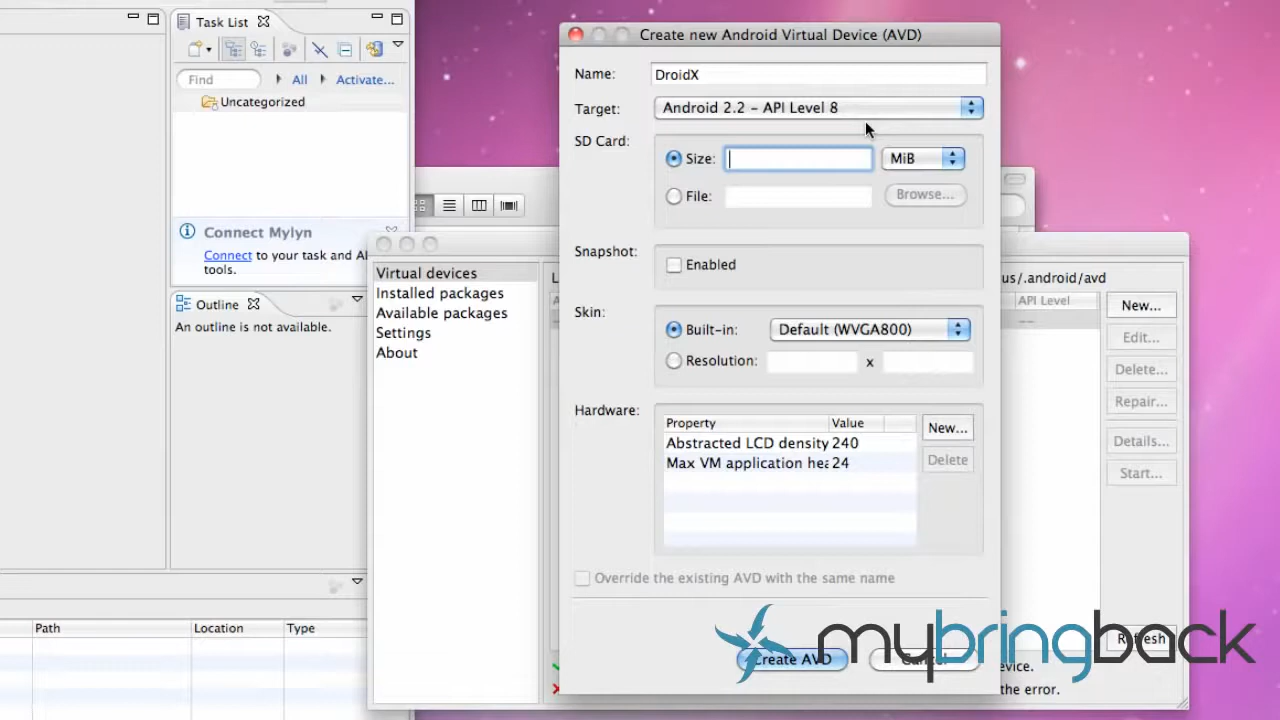 Task List
Find
All
Activate...
Uncategorized
Connect Mylyn
Connect to your task and
tools.
Outline
An outline is not available.
Path
Location
Type
Virtual devices
Installed packages
Available packages
Settings
About
us/.android/avd
API Level
--
New...
Edit...
Delete...
Repair...
Details...
Start...
Refresh
evice.
the error.
Create new Android Virtual Device (AVD)
Name:
DroidX
Target:
Android 2.2 - API Level 8
SD Card:
Size:
MiB
File:
Browse...
Snapshot:
Enabled
Skin:
Built-in:
Default (WVGA800)
Resolution:
x
Hardware:
Property
Value
Abstracted LCD density 240
Max VM application hea 24
New...
Delete
Override the existing AVD with the same name
Create AVD
Cancel
mybringback